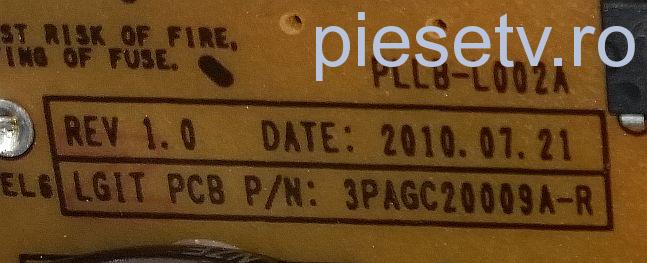 piesetv.ro
ST RISK OF FIRE,
ING OF FUSE.
PLLB-L002A
REV 1.0 DATE: 2010.07.21
EL6
LGIT PCB P/N: 3PAGC20009A-R